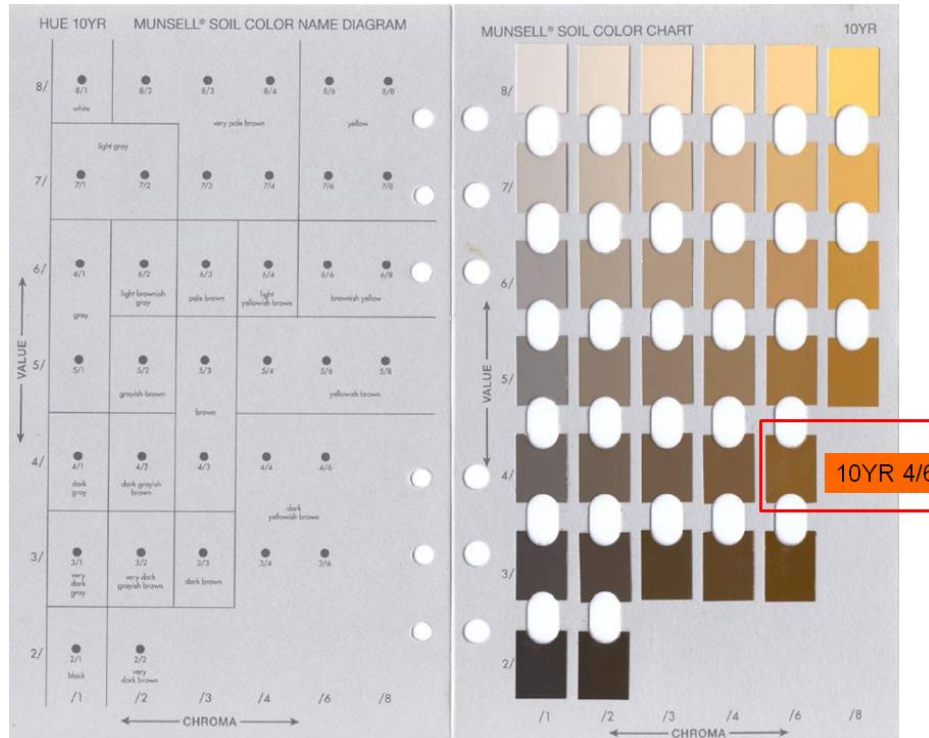 HUE 10YR MUNSELL® SOIL COLOR NAME DIAGRAM
8/ 8/1 8/2 8/3 8/4 8/6 8/8
white
very pale brown
yellow
light gray
7/ 7/1 7/2 7/3 7/4 7/6 7/8
6/ 6/1 6/2 6/3 6/4 6/6 6/8
light brownish
gray
pale brown
light
yellowish brown
brownish yellow
gray
VALUE
5/ 5/1 5/2 5/3 5/4 5/6 5/8
grayish brown
yellowish brown
brown
4/ 4/1 4/2 4/3 4/4 4/6
dark
gray
dark grayish
brown
dark
yellowish brown
3/ 3/1 3/2 3/3 3/4 3/6
very
dark
gray
very dark
grayish brown
dark brown
2/ 2/1 2/2
black
very
dark brown
/1 /2 /3 /4 /6 /8
CHROMA
MUNSELL® SOIL COLOR CHART 10YR
8/
7/
6/
VALUE
5/
4/
10YR 4/6
3/
2/
/1 /2 /3 /4 /6 /8
CHROMA